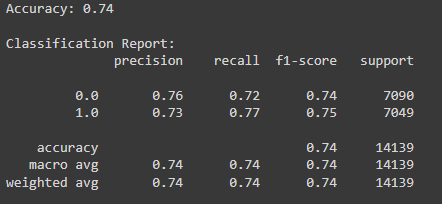 Accuracy: 0.74
Classification Report:
precision recall f1-score support
0.0 0.76 0.72 0.74 7090
1.0 0.73 0.77 0.75 7049
accuracy 0.74 14139
macro avg 0.74 0.74 0.74 14139
weighted avg 0.74 0.74 0.74 14139